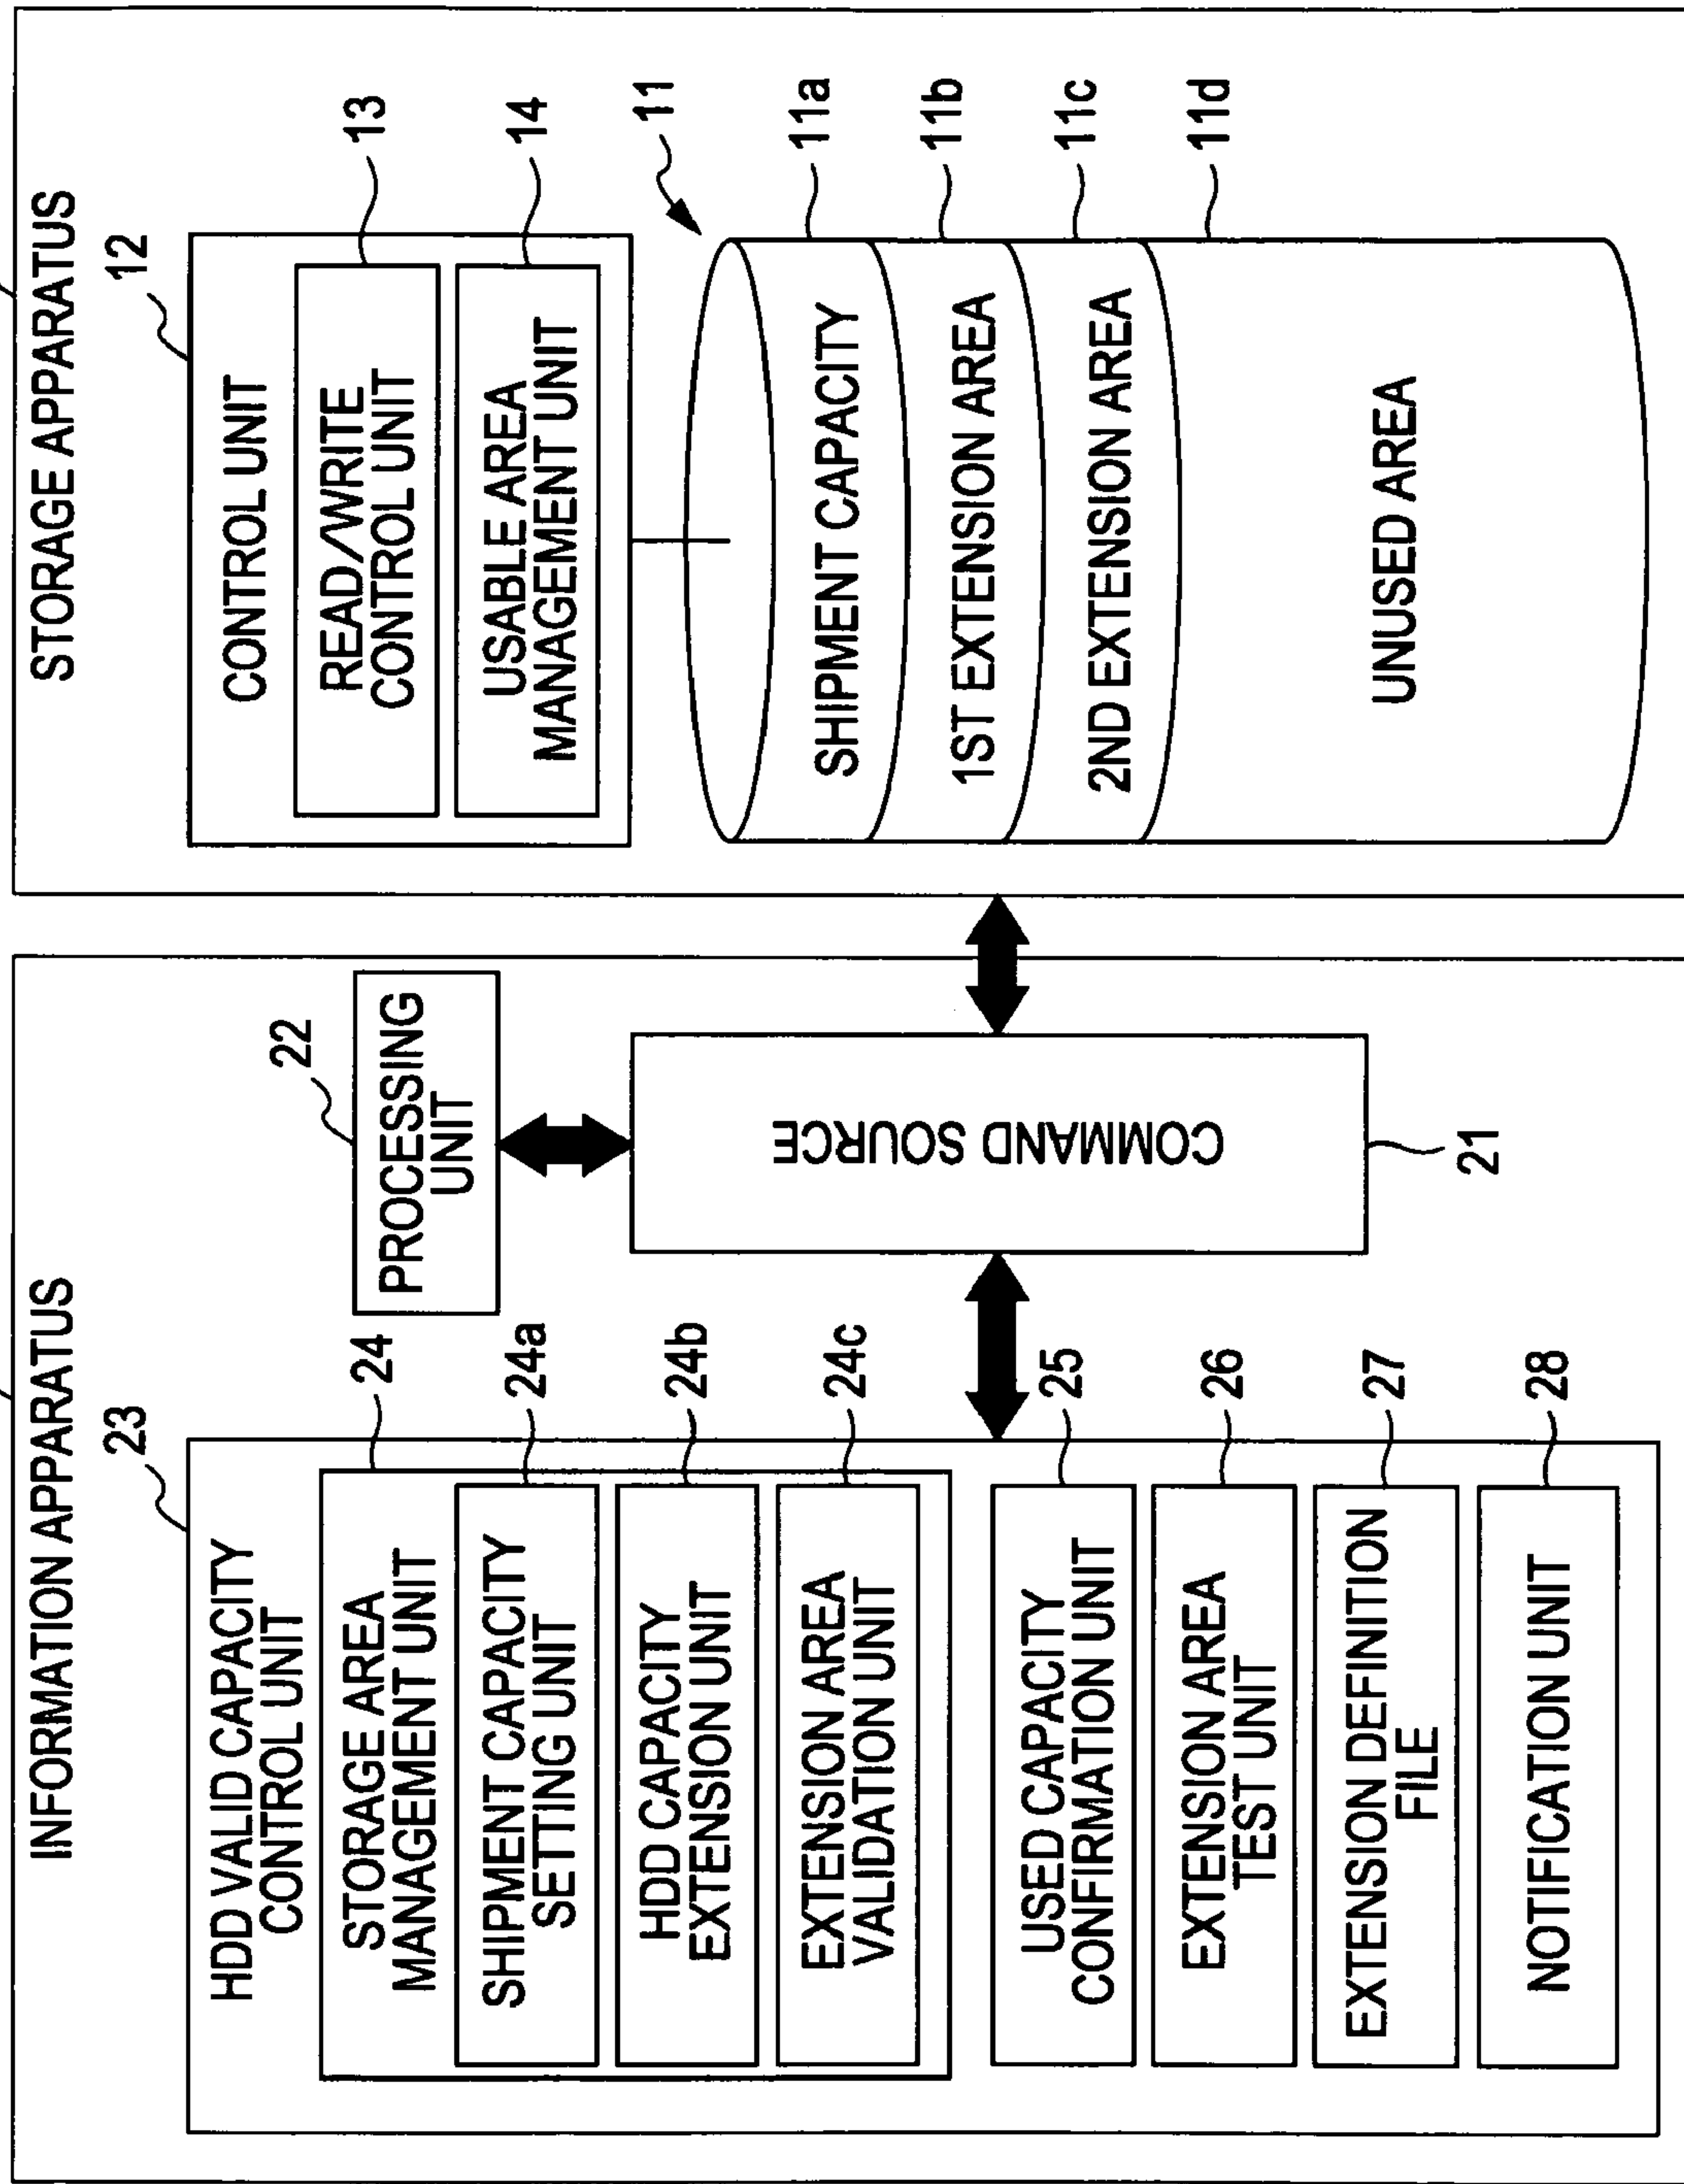 INFORMATION APPARATUS
23
HDD VALID CAPACITY
CONTROL UNIT
24
STORAGE AREA
MANAGEMENT UNIT
24a
SHIPMENT CAPACITY
SETTING UNIT
24b
HDD CAPACITY
EXTENSION UNIT
24c
EXTENSION AREA
VALIDATION UNIT
25
USED CAPACITY
CONFIRMATION UNIT
26
EXTENSION AREA
TEST UNIT
27
EXTENSION DEFINITION
FILE
28
NOTIFICATION UNIT
22
PROCESSING
UNIT
COMMAND SOURCE
21
STORAGE APPARATUS
12
CONTROL UNIT
13
READ/WRITE
CONTROL UNIT
14
USABLE AREA
MANAGEMENT UNIT
11
SHIPMENT CAPACITY
11a
1ST EXTENSION AREA
11b
2ND EXTENSION AREA
11c
UNUSED AREA
11d